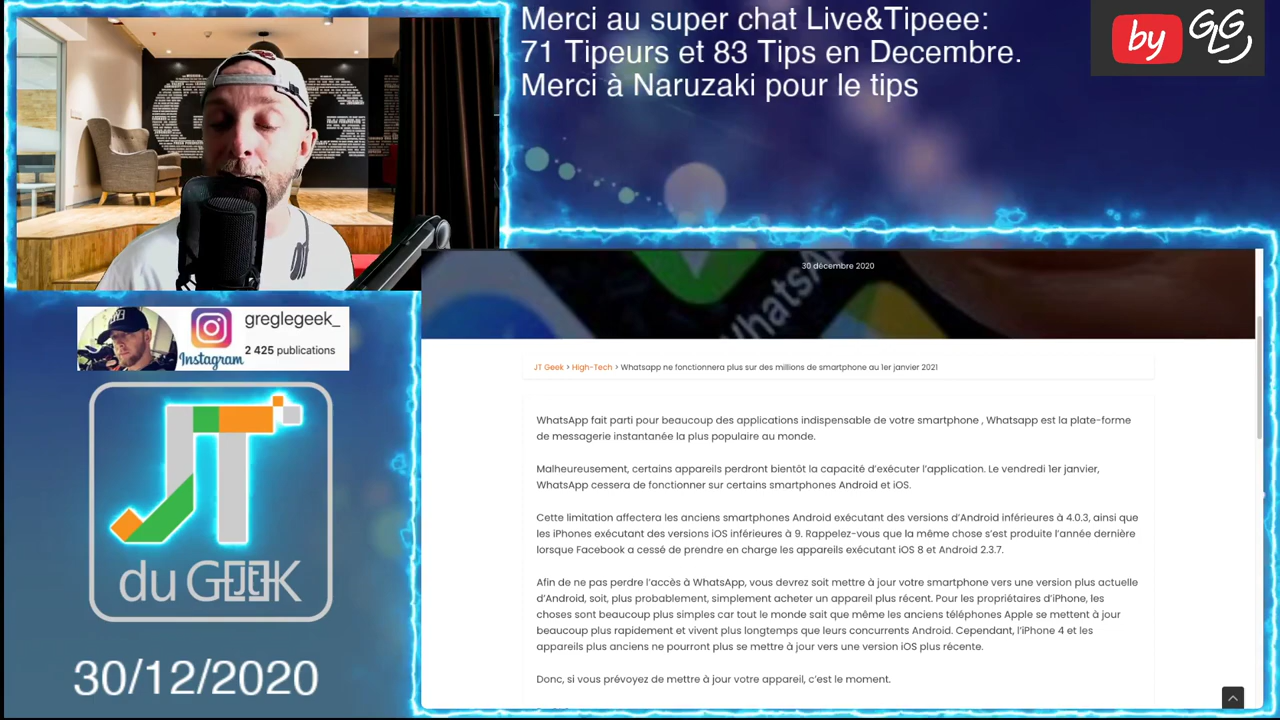 Merci au super chat Live&Tipeee:
71 Tipeurs et 83 Tips en Decembre.
Merci a Naruzaki pour le tips
by GLG
greglegeek_
Instagram
2 425 publications
JT
du GEEK
30/12/2020
30 décembre 2020
Whats
JT Geek > High-Tech > Whatsapp ne fonctionnera plus sur des millions de smartphone au 1er janvier 2021
WhatsApp fait parti pour beaucoup des applications indispensable de votre smartphone , Whatsapp est la plate-forme
de messagerie instantanée la plus populaire au monde.
Malheureusement, certains appareils perdront bientôt la capacité d’exécuter l’application. Le vendredi 1er janvier,
WhatsApp cessera de fonctionner sur certains smartphones Android et iOS.
Cette limitation affectera les anciens smartphones Android exécutant des versions d’Android inférieures à 4.0.3, ainsi que
les iPhones exécutant des versions iOS inférieures à 9. Rappelez-vous que la même chose s’est produite l’année dernière
lorsque Facebook a cessé de prendre en charge les appareils exécutant iOS 8 et Android 2.3.7.
Afin de ne pas perdre l’accès à WhatsApp, vous devrez soit mettre à jour votre smartphone vers une version plus actuelle
d’Android, soit, plus probablement, simplement acheter un appareil plus récent. Pour les propriétaires d’iPhone, les
choses sont beaucoup plus simples car tout le monde sait que même les anciens téléphones Apple se mettent à jour
beaucoup plus rapidement et vivent plus longtemps que leurs concurrents Android. Cependant, l’iPhone 4 et les
appareils plus anciens ne pourront plus se mettre à jour vers une version iOS plus récente.
Donc, si vous prévoyez de mettre à jour votre appareil, c’est le moment.